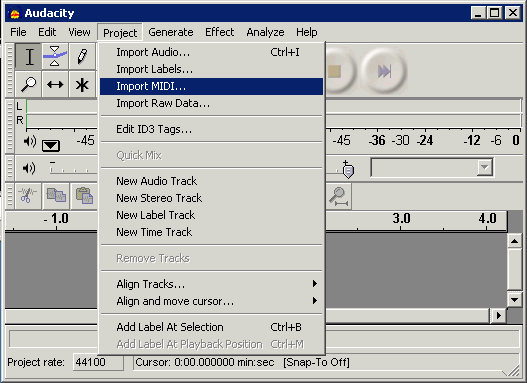 Audacity
File Edit View Project Generate Effect Analyze Help
Import Audio... Ctrl+I
Import Labels...
Import MIDI...
Import Raw Data...
L
R
Edit ID3 Tags...
-45 -45 -36 -30 -24 -12 -6 0
Quick Mix
New Audio Track
New Stereo Track
New Label Track
- 1.0 3.0 4.0
New Time Track
Remove Tracks
Align Tracks...
Align and move cursor...
Add Label At Selection Ctrl+B
Add Label At Playback Position Ctrl+M
Project rate: 44100 Cursor: 0:00.000000 min:sec [Snap-To Off]